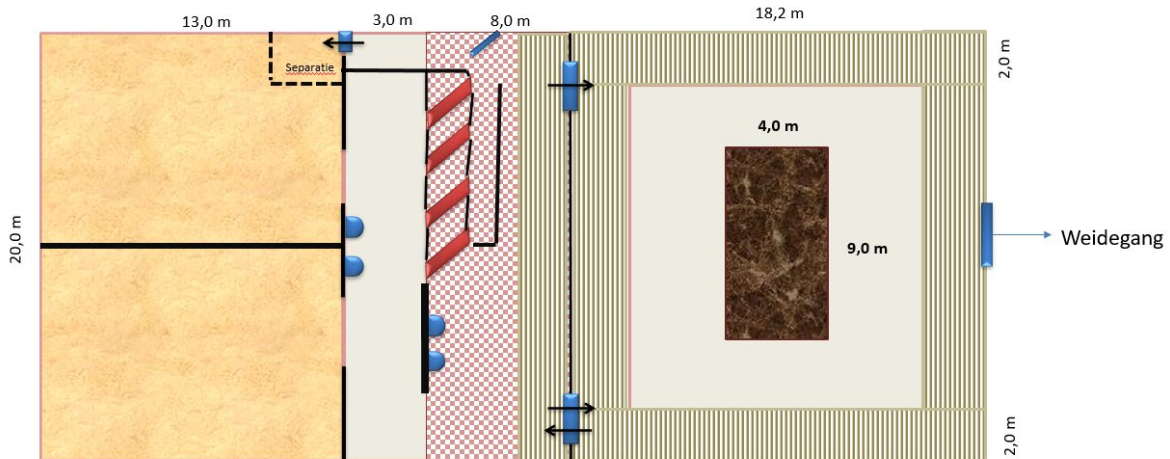 13,0 m
3,0 m
8,0 m
18,2 m
2,0 m
Separatie
4,0 m
20,0 m
9,0 m
Weidegang
2,0 m